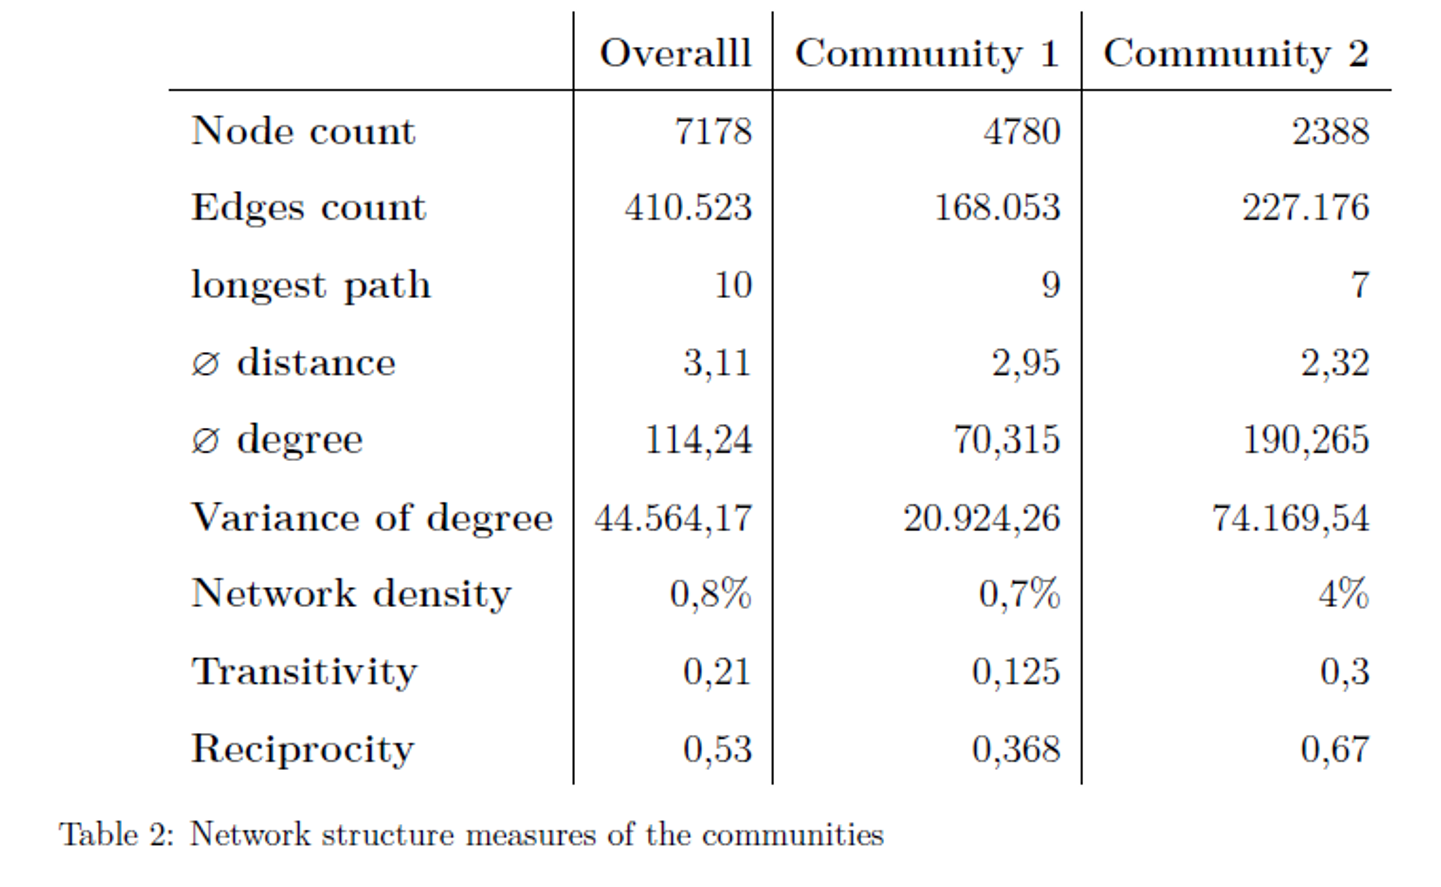 Overalll Community 1 Community 2
Node count 7178 4780 2388
Edges count 410.523 168.053 227.176
longest path 10 9 7
∅ distance 3,11 2,95 2,32
∅ degree 114,24 70,315 190,265
Variance of degree 44.564,17 20.924,26 74.169,54
Network density 0,8% 0,7% 4%
Transitivity 0,21 0,125 0,3
Reciprocity 0,53 0,368 0,67
Table 2: Network structure measures of the communities